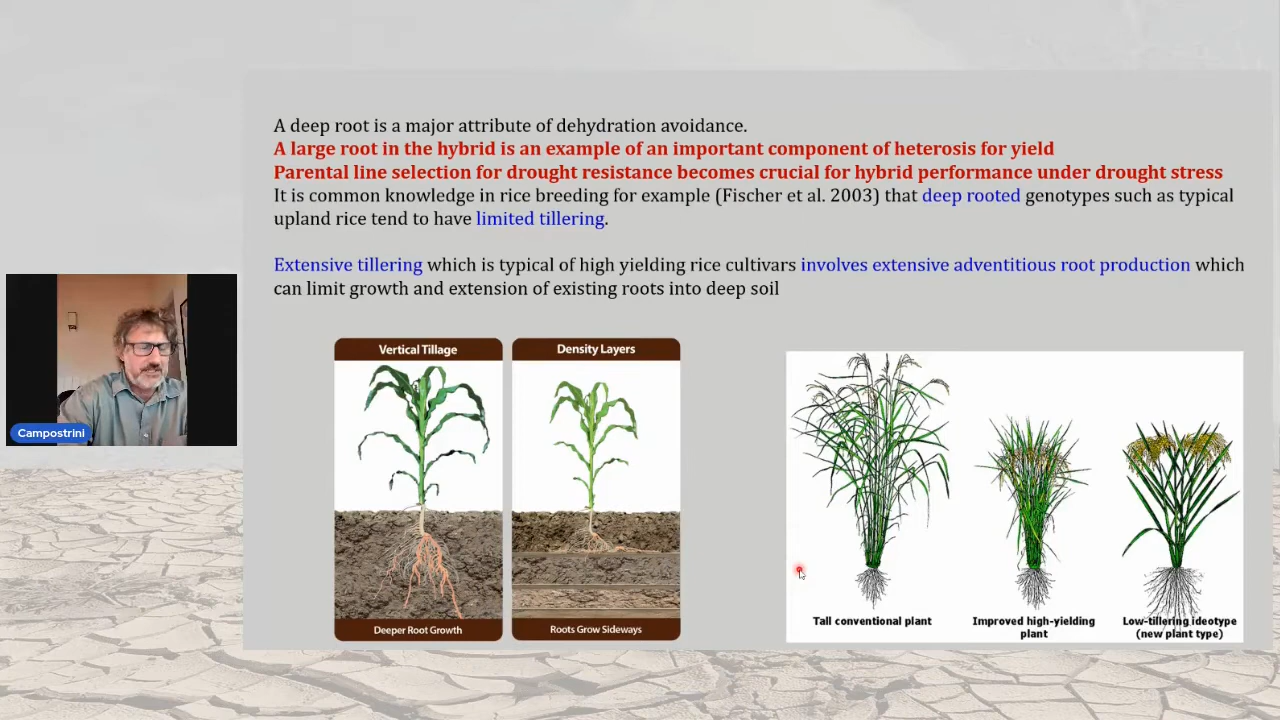 A deep root is a major attribute of dehydration avoidance.
A large root in the hybrid is an example of an important component of heterosis for yield
Parental line selection for drought resistance becomes crucial for hybrid performance under drought stress
It is common knowledge in rice breeding for example (Fischer et al. 2003) that deep rooted genotypes such as typical
upland rice tend to have limited tillering.
Extensive tillering which is typical of high yielding rice cultivars involves extensive adventitious root production which
can limit growth and extension of existing roots into deep soil
Vertical Tillage
Density Layers
Deeper Root Growth
Roots Grow Sideways
Tall conventional plant
Improved high-yielding
plant
Low-tillering ideotype
(new plant type)
Campostrini